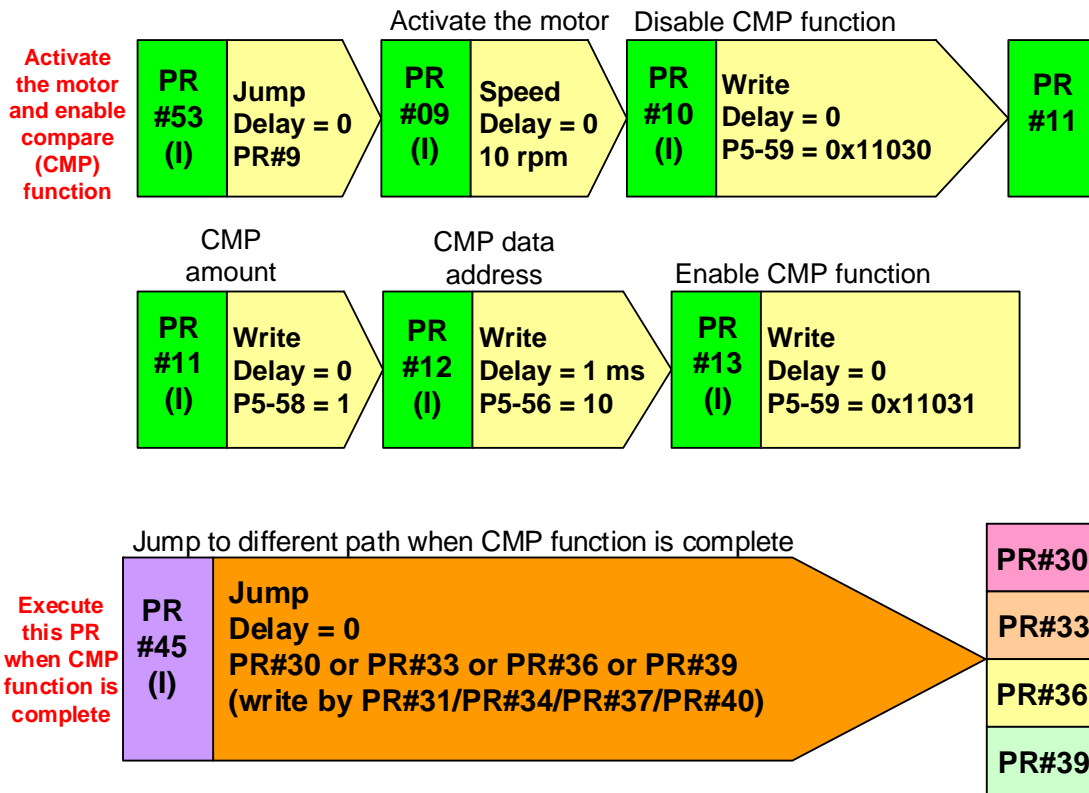 Activate the motor
Disable CMP function
Activate
the motor
and enable
compare
(CMP)
function
PR
#53
(I)
Jump
Delay = 0
PR#9
PR
#09
(I)
Speed
Delay = 0
10 rpm
PR
#10
(I)
Write
Delay = 0
P5-59 = 0x11030
PR
#11
CMP
amount
CMP data
address
Enable CMP function
PR
#11
(I)
Write
Delay = 0
P5-58 = 1
PR
#12
(I)
Write
Delay = 1 ms
P5-56 = 10
PR
#13
(I)
Write
Delay = 0
P5-59 = 0x11031
Jump to different path when CMP function is complete
Execute
this PR
when CMP
function is
complete
PR
#45
(I)
Jump
Delay = 0
PR#30 or PR#33 or PR#36 or PR#39
(write by PR#31/PR#34/PR#37/PR#40)
PR#30
PR#33
PR#36
PR#39